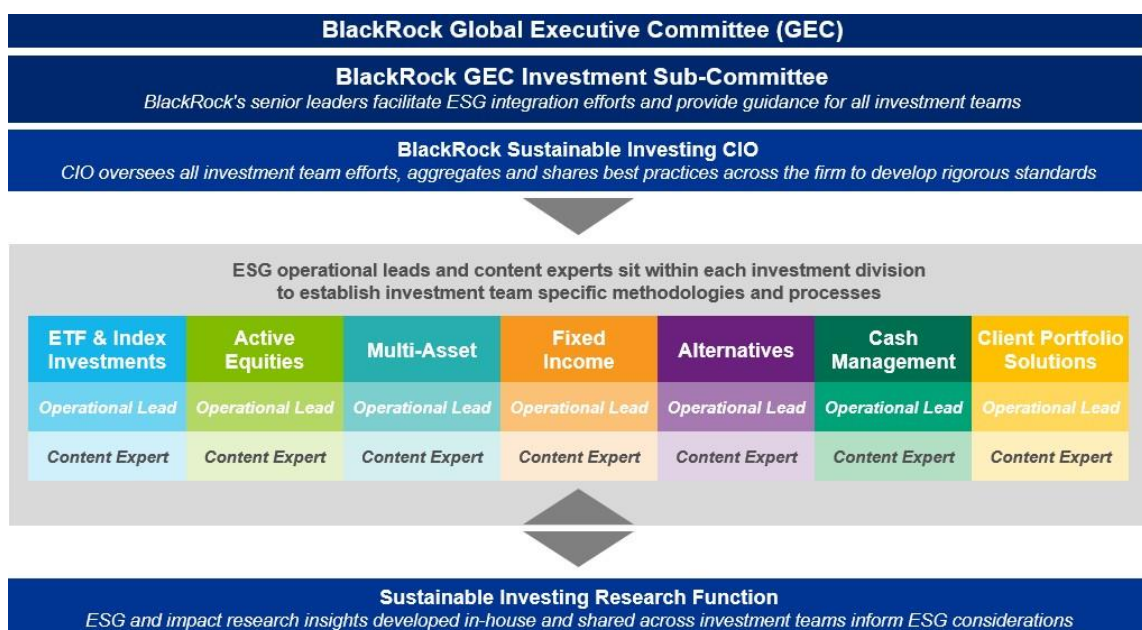 BlackRock Global Executive Committee (GEC)
BlackRock GEC Investment Sub-Committee
BlackRock's senior leaders facilitate ESG integration efforts and provide guidance for all investment teams
BlackRock Sustainable Investing CIO
CIO oversees all investment team efforts, aggregates and shares best practices across the firm to develop rigorous standards
ESG operational leads and content experts sit within each investment division
to establish investment team specific methodologies and processes
ETF & Index
Investments
Active
Equities
Multi-Asset
Fixed
Income
Alternatives
Cash
Management
Client Portfolio
Solutions
Operational Lead
Operational Lead
Operational Lead
Operational Lead
Operational Lead
Operational Lead
Operational Lead
Content Expert
Content Expert
Content Expert
Content Expert
Content Expert
Content Expert
Content Expert
Sustainable Investing Research Function
ESG and impact research insights developed in-house and shared across investment teams inform ESG considerations